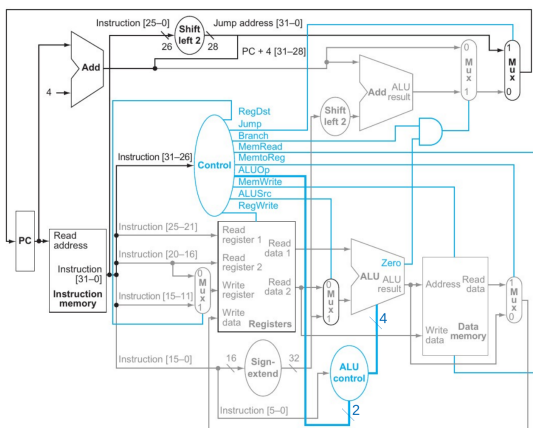 Instruction [25–0]
Jump address [31–0]
Shift
left 2
26
28
PC + 4 [31–28]
Add
4
0
M
u
x
1
1
M
u
x
0
Add
ALU
result
Shift
left 2
RegDst
Jump
Branch
MemRead
MemtoReg
ALUOp
MemWrite
ALUSrc
RegWrite
Instruction [31–26]
Control
PC
Read
address
Instruction
[31–0]
Instruction
memory
Instruction [25–21]
Instruction [20–16]
Instruction [15–11]
0
M
u
x
1
Read
register 1
Read
register 2
Write
register
Write
data
Read
data 1
Read
data 2
Registers
0
M
u
x
1
Zero
ALU
ALU
result
Address
Read
data
Write
data
Data
memory
1
M
u
x
0
4
Instruction [15–0]
16
Sign-
extend
32
ALU
control
Instruction [5–0]
2